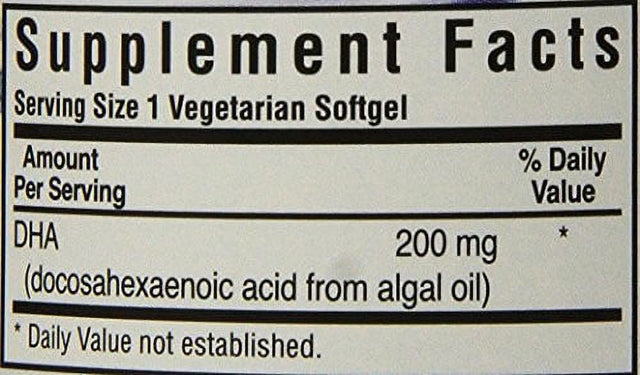 Supplement Facts
Serving Size 1 Vegetarian Softgel
Amount Per Serving % Daily Value
DHA 200 mg *
(docosahexaenoic acid from algal oil)
* Daily Value not established.